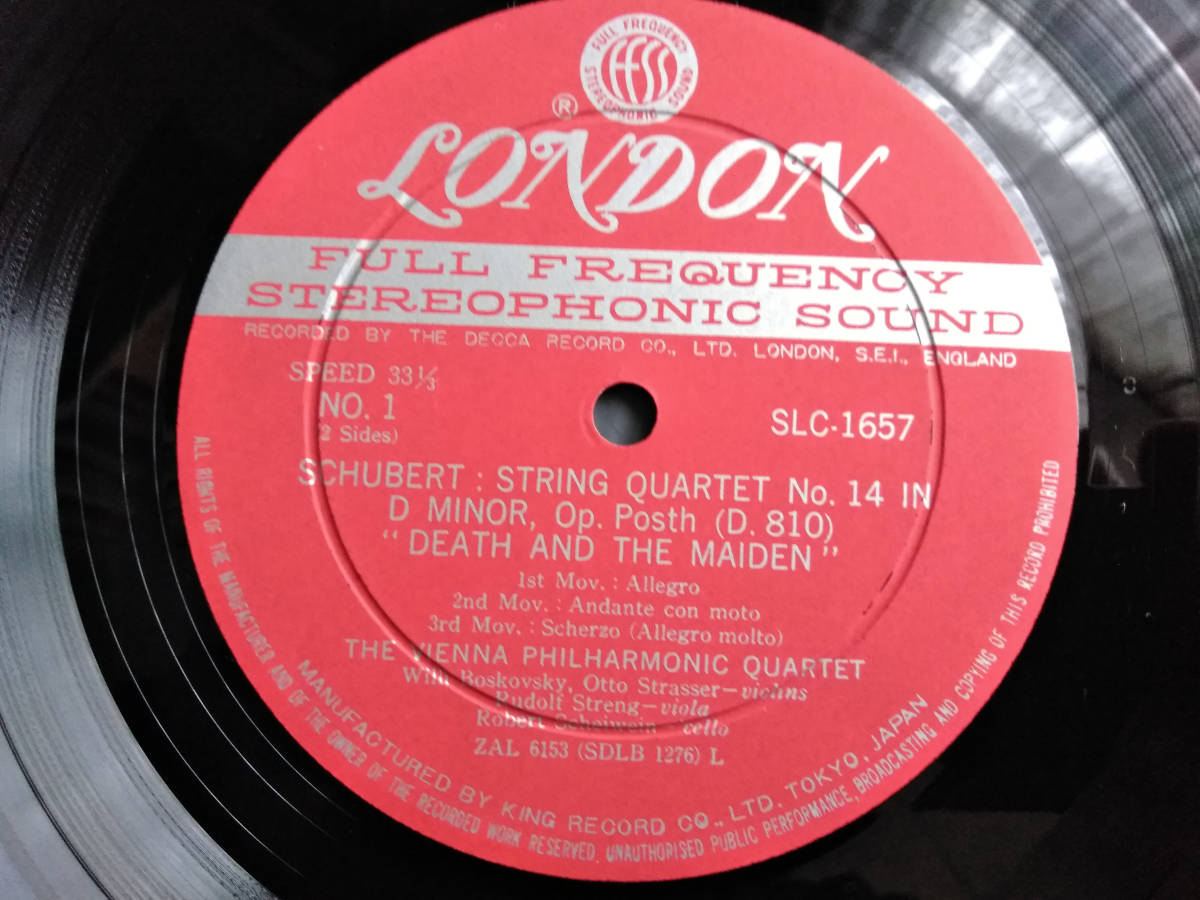 FULL FREQUENCY
FFSS
STEREOPHONIC SOUND
®
LONDON
FULL FREQUENCY
STEREOPHONIC SOUND
RECORDED BY THE DECCA RECORD CO., LTD. LONDON, S.E.I., ENGLAND
SPEED 33⅓
NO. 1
(2 Sides)
SLC-1657
SCHUBERT : STRING QUARTET No. 14 IN
D MINOR, Op. Posth (D. 810)
"DEATH AND THE MAIDEN"
1st Mov. : Allegro
2nd Mov. : Andante con moto
3rd Mov. : Scherzo (Allegro molto)
THE VIENNA PHILHARMONIC QUARTET
Willi Boskovsky, Otto Strasser—violins
Rudolf Streng—viola
Robert Scheiwein—cello
ZAL 6153 (SDLB 1276) L
MANUFACTURED BY KING RECORD CO., LTD. TOKYO, JAPAN
ALL RIGHTS OF THE MANUFACTURER AND OF THE OWNER OF THE RECORDED WORK RESERVED. UNAUTHORISED PUBLIC PERFORMANCE, BROADCASTING AND COPYING OF THIS RECORD PROHIBITED